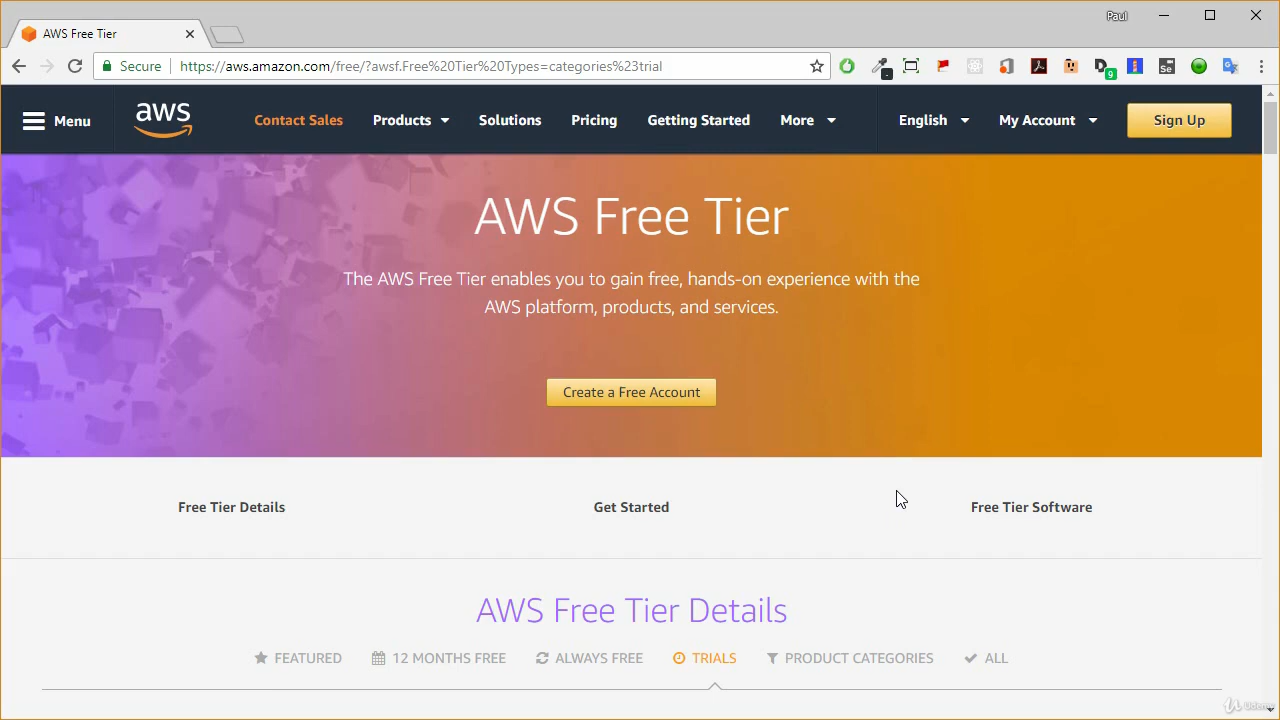 Paul
AWS Free Tier
Secure
https://aws.amazon.com/free/?awsf.Free%20Tier%20Types=categories%23trial
9
Se
Menu
aws
Contact Sales
Products
Solutions
Pricing
Getting Started
More
English
My Account
Sign Up
AWS Free Tier
The AWS Free Tier enables you to gain free, hands-on experience with the
AWS platform, products, and services.
Create a Free Account
Free Tier Details
Get Started
Free Tier Software
AWS Free Tier Details
FEATURED
12 MONTHS FREE
ALWAYS FREE
TRIALS
PRODUCT CATEGORIES
ALL
Udemy